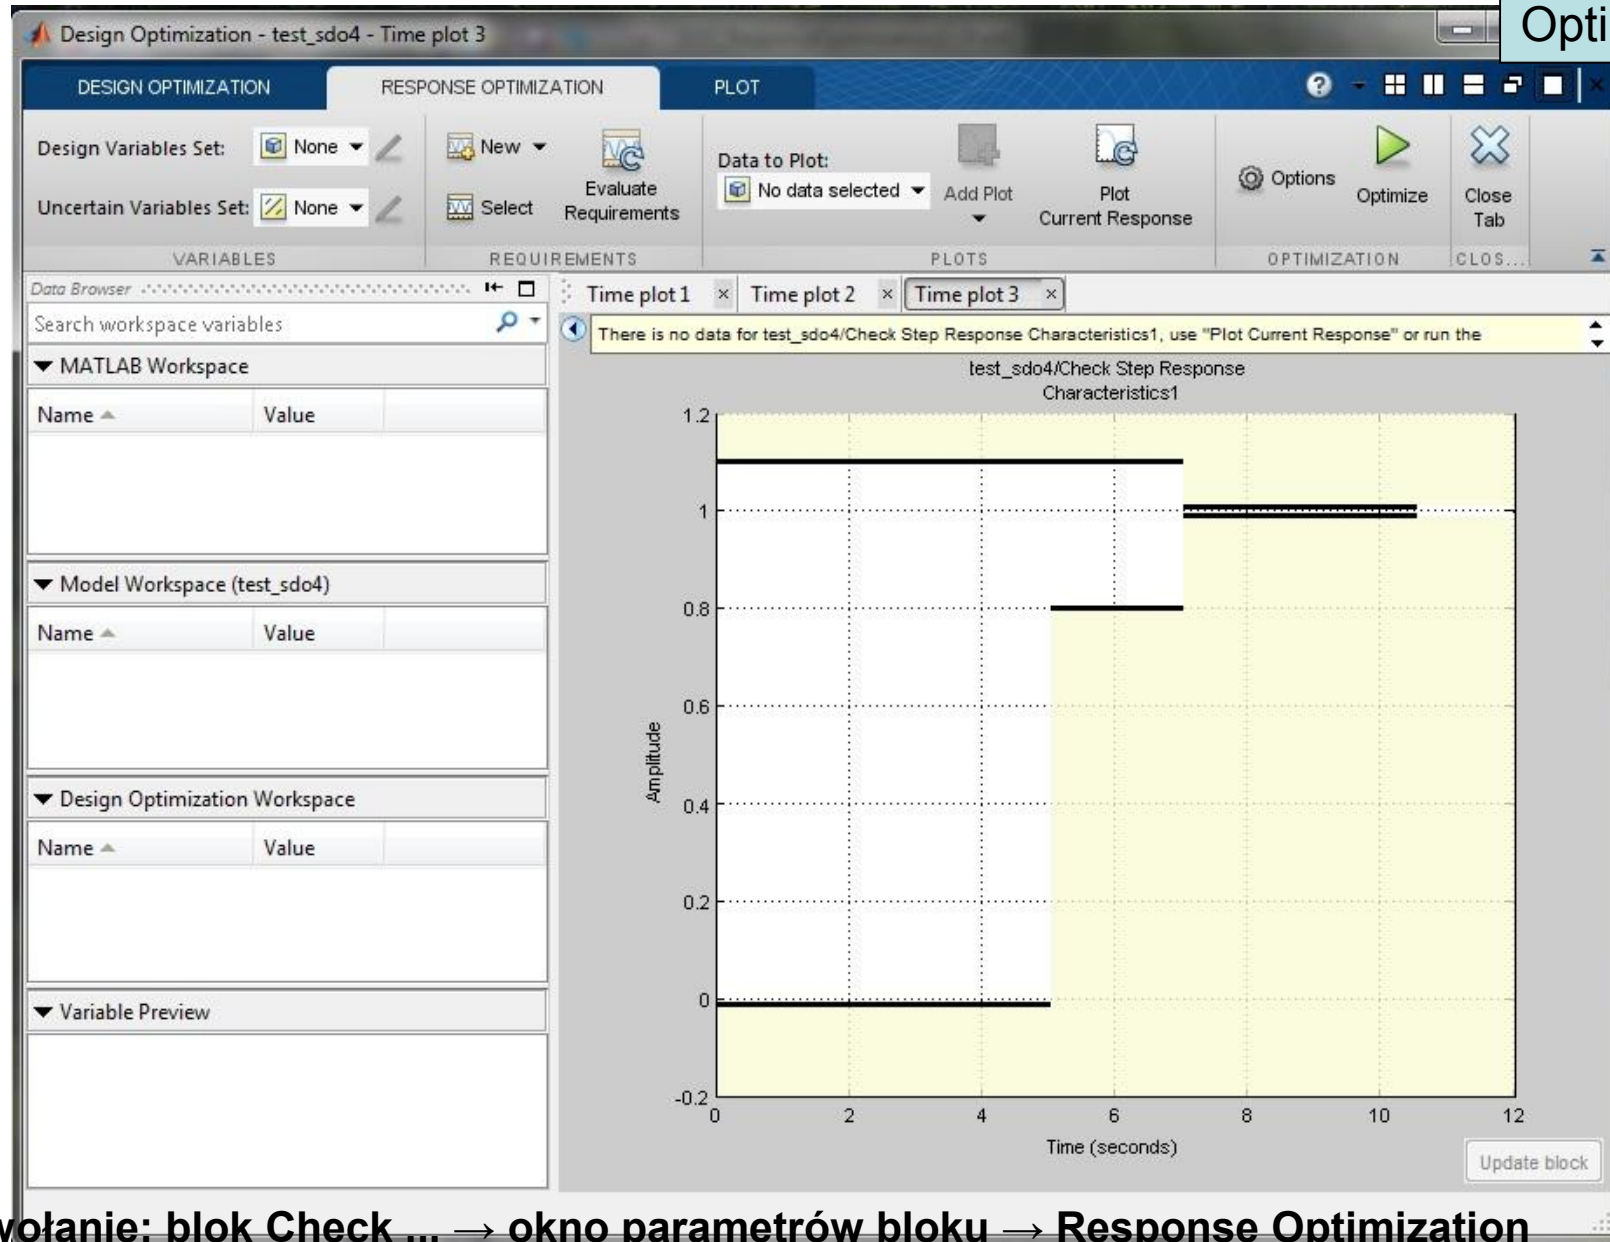 Opti
Design Optimization - test_sdo4 - Time plot 3
DESIGN OPTIMIZATION RESPONSE OPTIMIZATION PLOT
Design Variables Set: None
Uncertain Variables Set: None
VARIABLES
New
Select
Evaluate
Requirements
REQUIREMENTS
Data to Plot:
No data selected
Add Plot
Plot
Current Response
PLOTS
Options
Optimize
OPTIMIZATION
Close
Tab
CLOS...
Data Browser
Search workspace variables
MATLAB Workspace
Name Value
Model Workspace (test_sdo4)
Name Value
Design Optimization Workspace
Name Value
Variable Preview
Time plot 1 × Time plot 2 × Time plot 3 ×
There is no data for test_sdo4/Check Step Response Characteristics1, use "Plot Current Response" or run the
test_sdo4/Check Step Response
Characteristics1
1.2
1
0.8
0.6
0.4
0.2
0
-0.2
Amplitude
0 2 4 6 8 10 12
Time (seconds)
Update block
wołanie: blok Check ... → okno parametrów bloku → Response Optimization